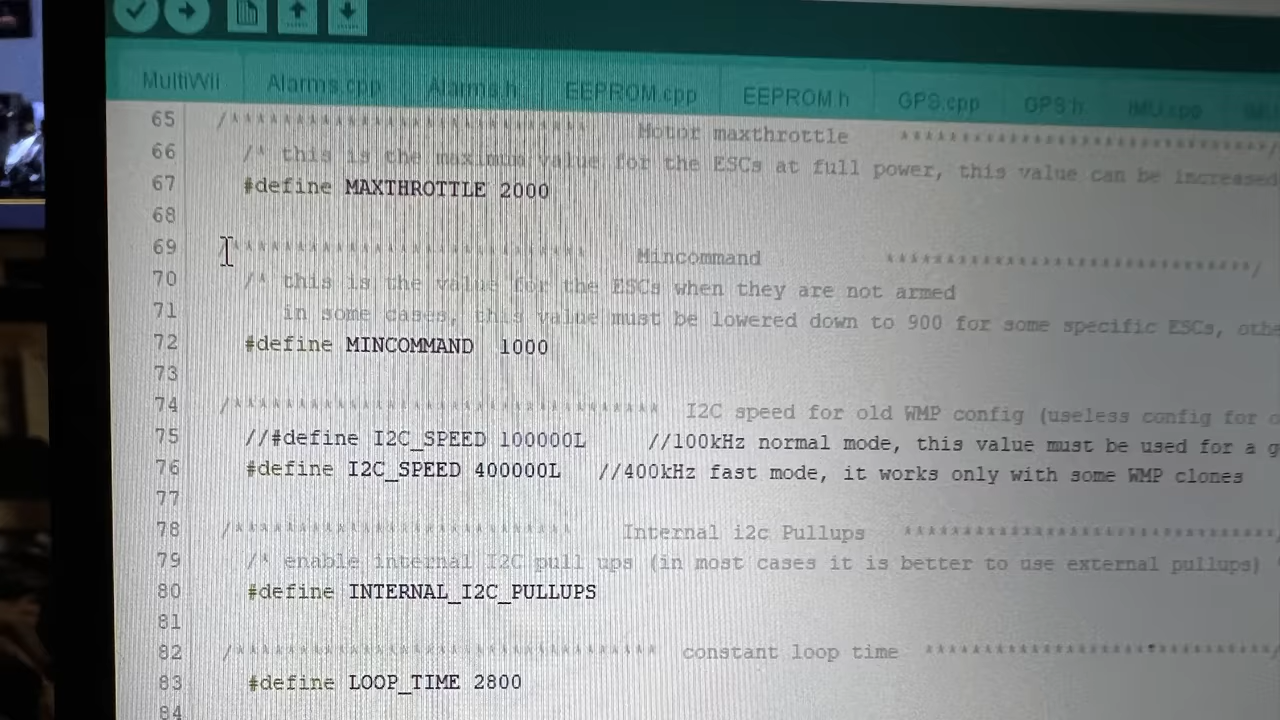 MultiWii Alarms.cpp Alarms.h EEPROM.cpp EEPROM.h GPS.cpp GPS.h IMU.cpp
65 /**************************** Motor maxthrottle *******************************/
66 /* this is the maximum value for the ESCs at full power, this value can be increased
67 #define MAXTHROTTLE 2000
68
69 /**************************** Mincommand ******************************/
70 /* this is the value for the ESCs when they are not armed
71 in some cases, this value must be lowered down to 900 for some specific ESCs, othe
72 #define MINCOMMAND 1000
73
74 /********************************** I2C speed for old WMP config (useless config for
75 //#define I2C_SPEED 100000L //100kHz normal mode, this value must be used for a g
76 #define I2C_SPEED 400000L //400kHz fast mode, it works only with some WMP clones
77
78 /*************************** Internal i2c Pullups ********************************/
79 /* enable internal I2C pull ups (in most cases it is better to use external pullups)
80 #define INTERNAL_I2C_PULLUPS
81
82 /********************************** constant loop time ******************************/
83 #define LOOP_TIME 2800
84